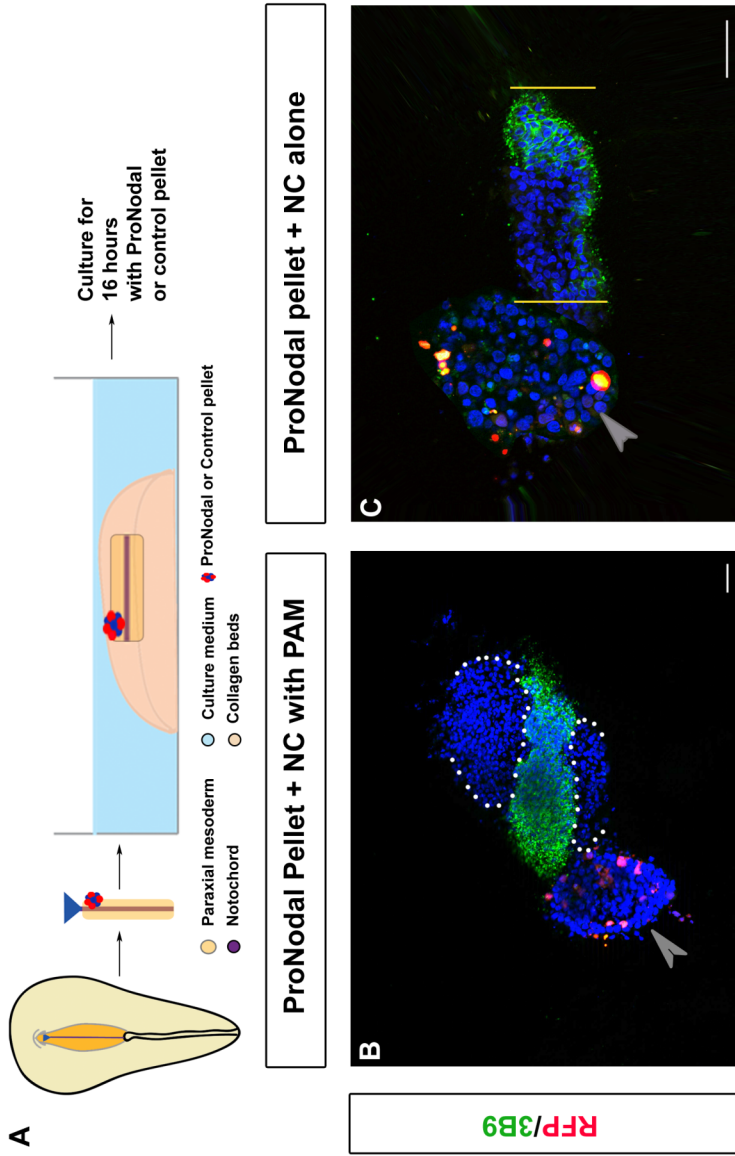 A
Culture for
16 hours
with ProNodal
or control pellet
Paraxial mesoderm
Notochord
Culture medium
Collagen beds
ProNodal or Control pellet
ProNodal Pellet + NC with PAM
ProNodal pellet + NC alone
RFP/3B9
B
C